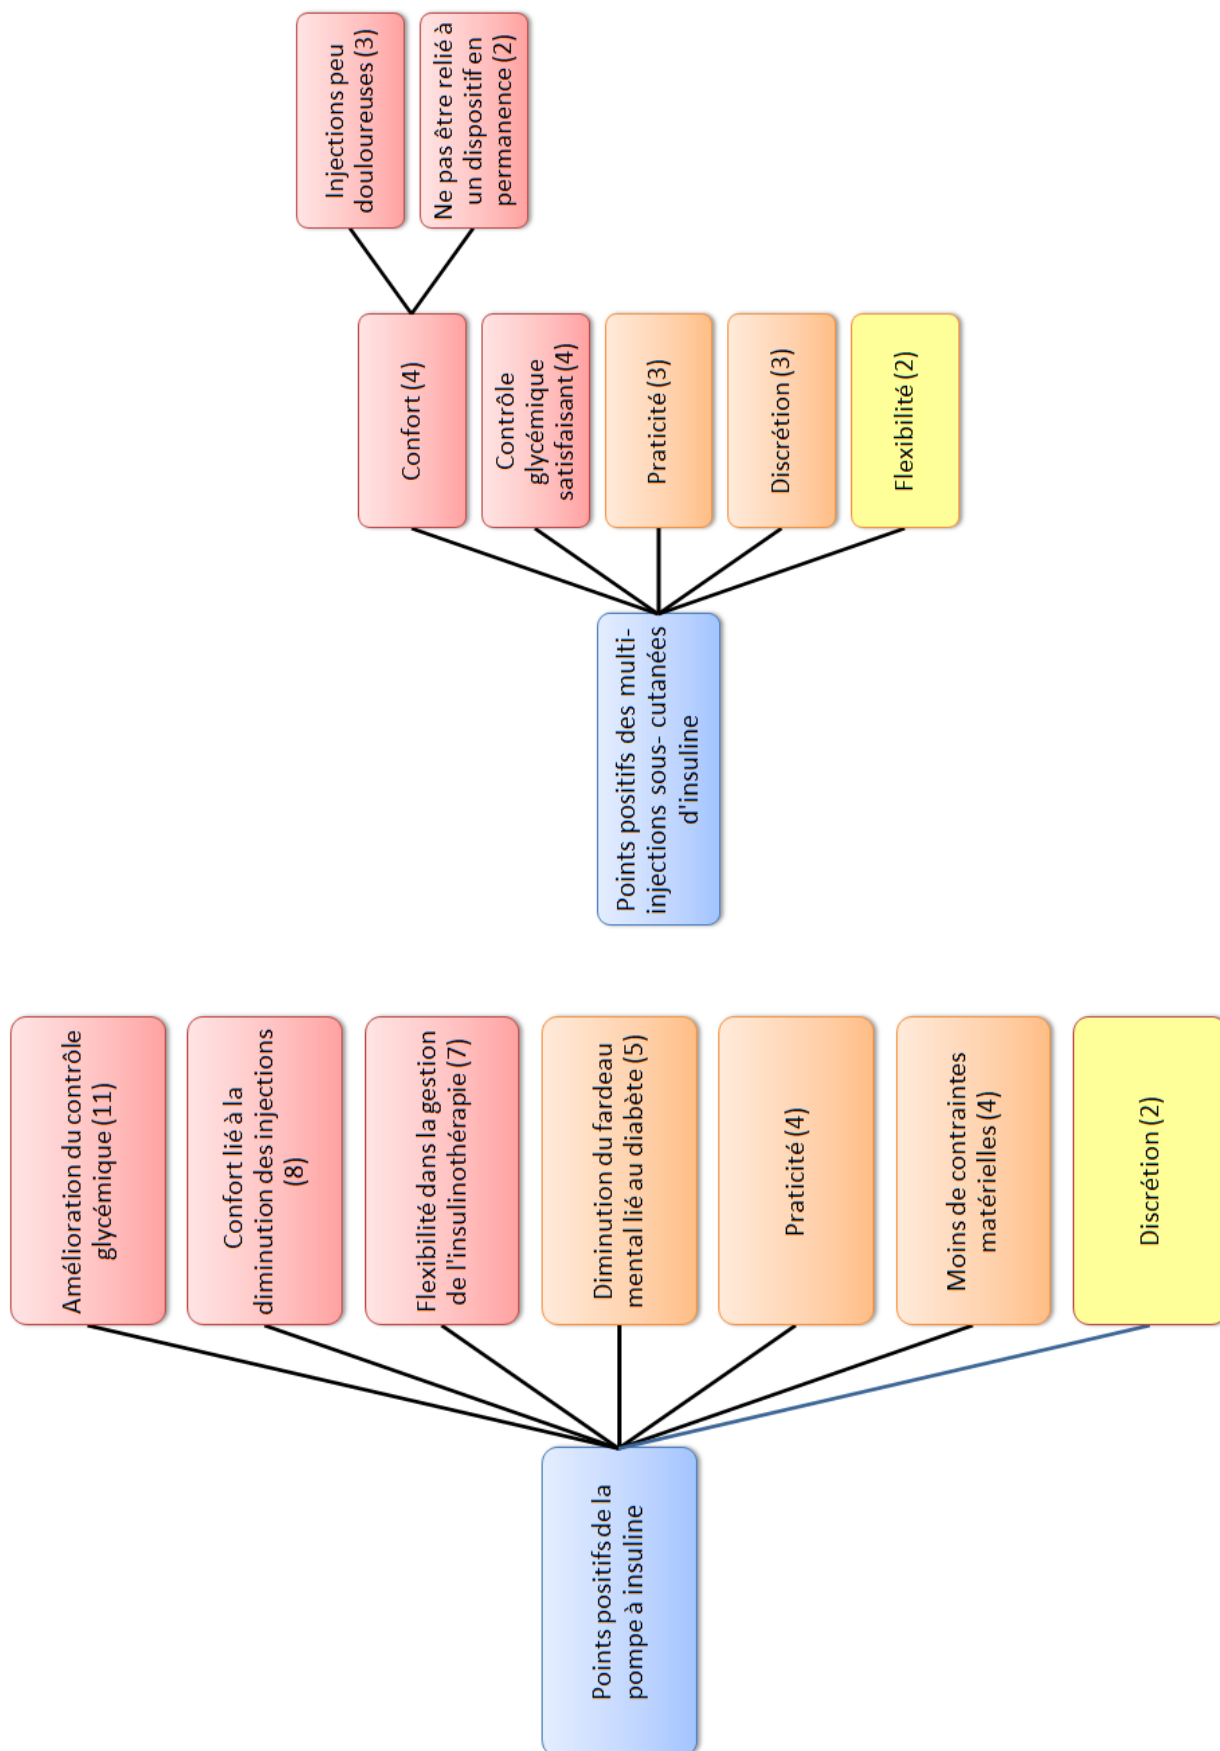 Points positifs de la
pompe à insuline
Amélioration du contrôle
glycémique (11)
Confort lié à la
diminution des injections
(8)
Flexibilité dans la gestion
de l'insulinothérapie (7)
Diminution du fardeau
mental lié au diabète (5)
Praticité (4)
Moins de contraintes
matérielles (4)
Discrétion (2)
Points positifs des multi-
injections sous- cutanées
d'insuline
Confort (4)
Injections peu
douloureuses (3)
Ne pas être relié à
un dispositif en
permanence (2)
Contrôle
glycémique
satisfaisant (4)
Praticité (3)
Discrétion (3)
Flexibilité (2)